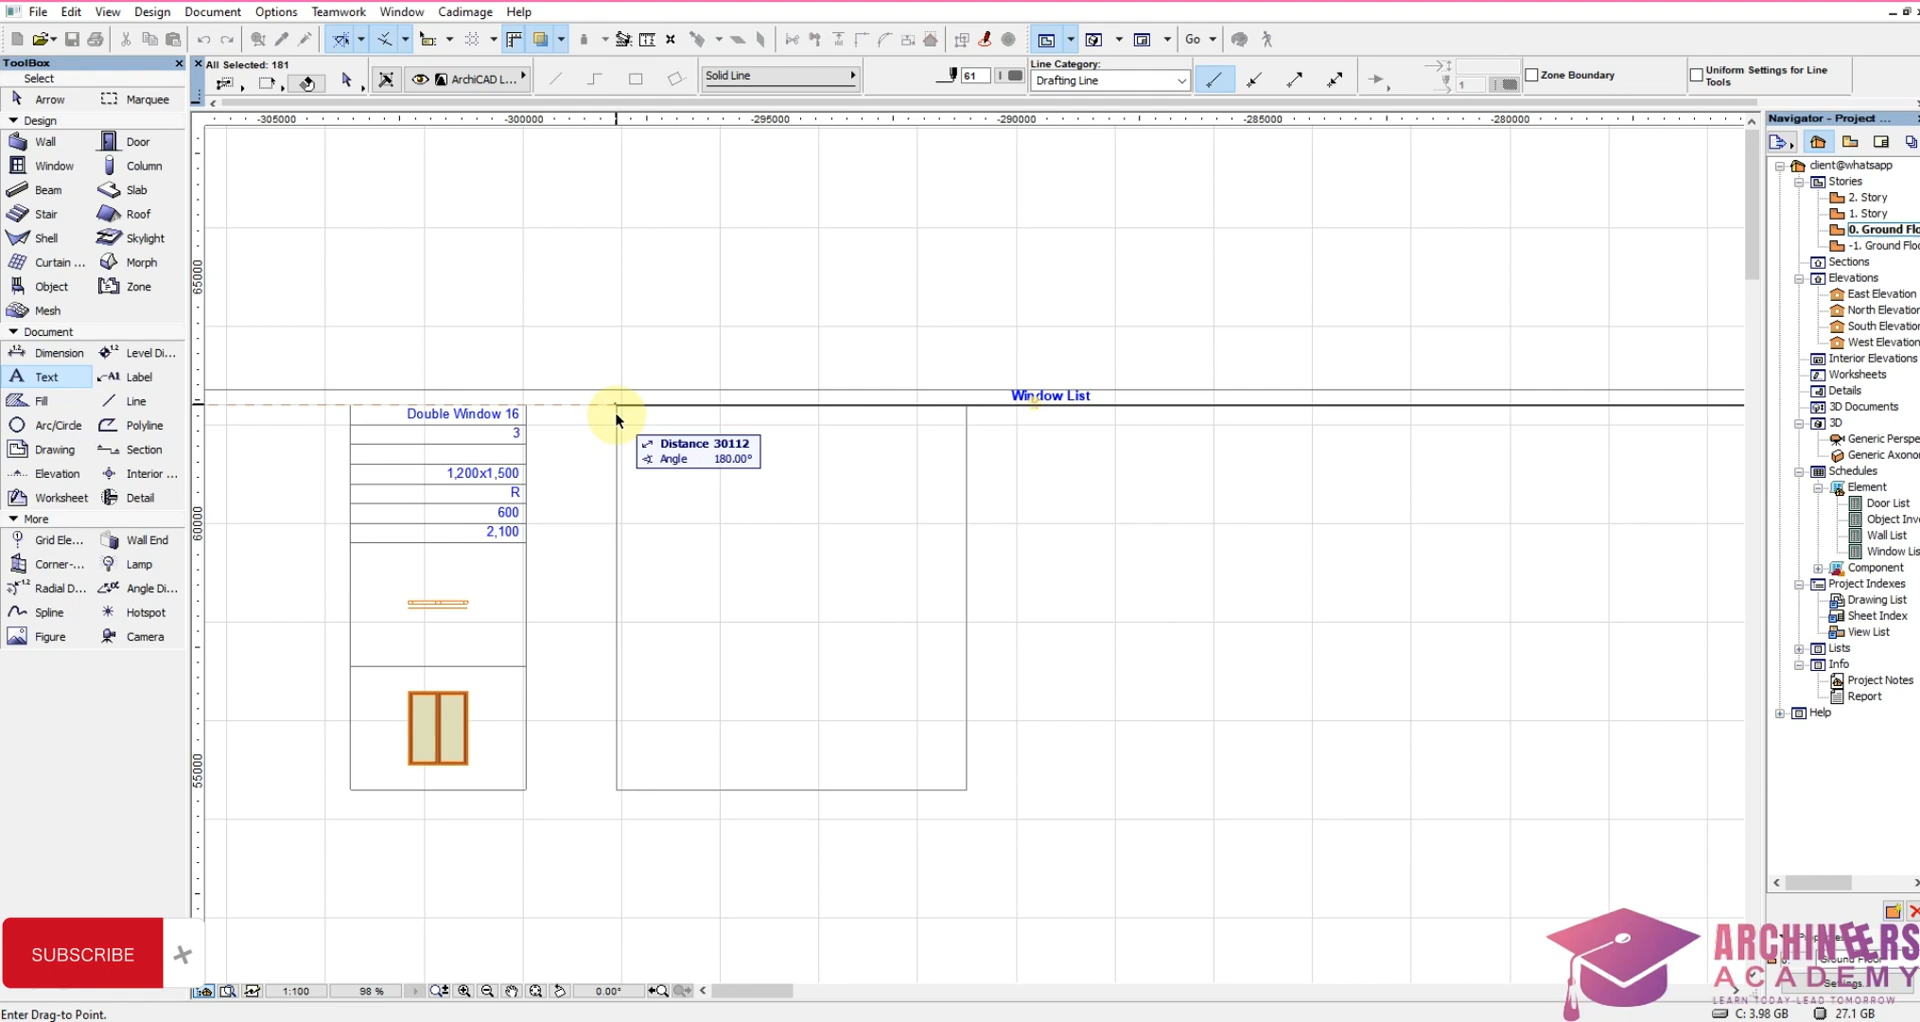 File Edit View Design Document Options Teamwork Window Cadimage Help
Go
ToolBox
Select
Arrow Marquee
Design
Wall Door
Window Column
Beam Slab
Stair Roof
Shell Skylight
Curtain ... Morph
Object Zone
Mesh
Document
Dimension Level Di...
Text Label
Fill Line
Arc/Circle Polyline
Drawing Section
Elevation Interior ...
Worksheet Detail
More
Grid Ele... Wall End
Corner-... Lamp
Radial D... Angle Di...
Spline Hotspot
Figure Camera
All Selected: 181
ArchiCAD L...
Solid Line
61
Line Category:
Drafting Line
1
Zone Boundary
Uniform Settings for Line
Tools
-305000 -300000 -295000 -290000 -285000 -280000
65000
60000
55000
Window List
Double Window 16
3
1,200x1,500
R
600
2,100
Distance 30112
Angle 180.00°
Navigator - Project ...
client@whatsapp
Stories
2. Story
1. Story
0. Ground Flo
-1. Ground Floo
Sections
Elevations
East Elevation
North Elevation
South Elevatio
West Elevation
Interior Elevations
Worksheets
Details
3D Documents
3D
Generic Perspe
Generic Axono
Schedules
Element
Door List
Object Inv
Wall List
Window Lis
Component
Project Indexes
Drawing List
Sheet Index
View List
Lists
Info
Project Notes
Report
Help
SUBSCRIBE
ARCHINEERS
ACADEMY
LEARN TODAY-LEAD TOMORROW
Ground Floor
Settings...
1:100 98 % 0.00°
Enter Drag-to Point.
C: 3.98 GB 27.1 GB